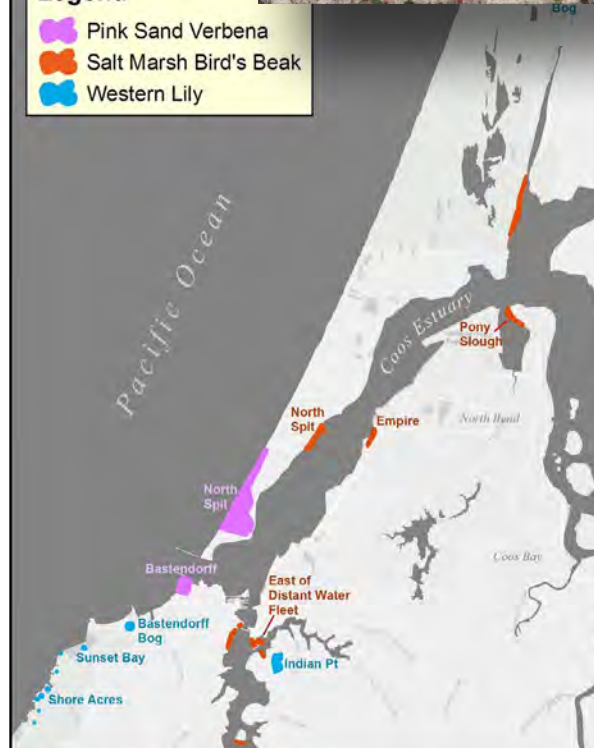 Legend
Pink Sand Verbena
Salt Marsh Bird's Beak
Western Lily
Bog
Pacific Ocean
Coos Estuary
Pony
Slough
North
Spit
Empire
North Bend
North
Spit
Coos Bay
Bastendorff
East of
Distant Water
Fleet
Bastendorff
Bog
Indian Pt
Sunset Bay
Shore Acres